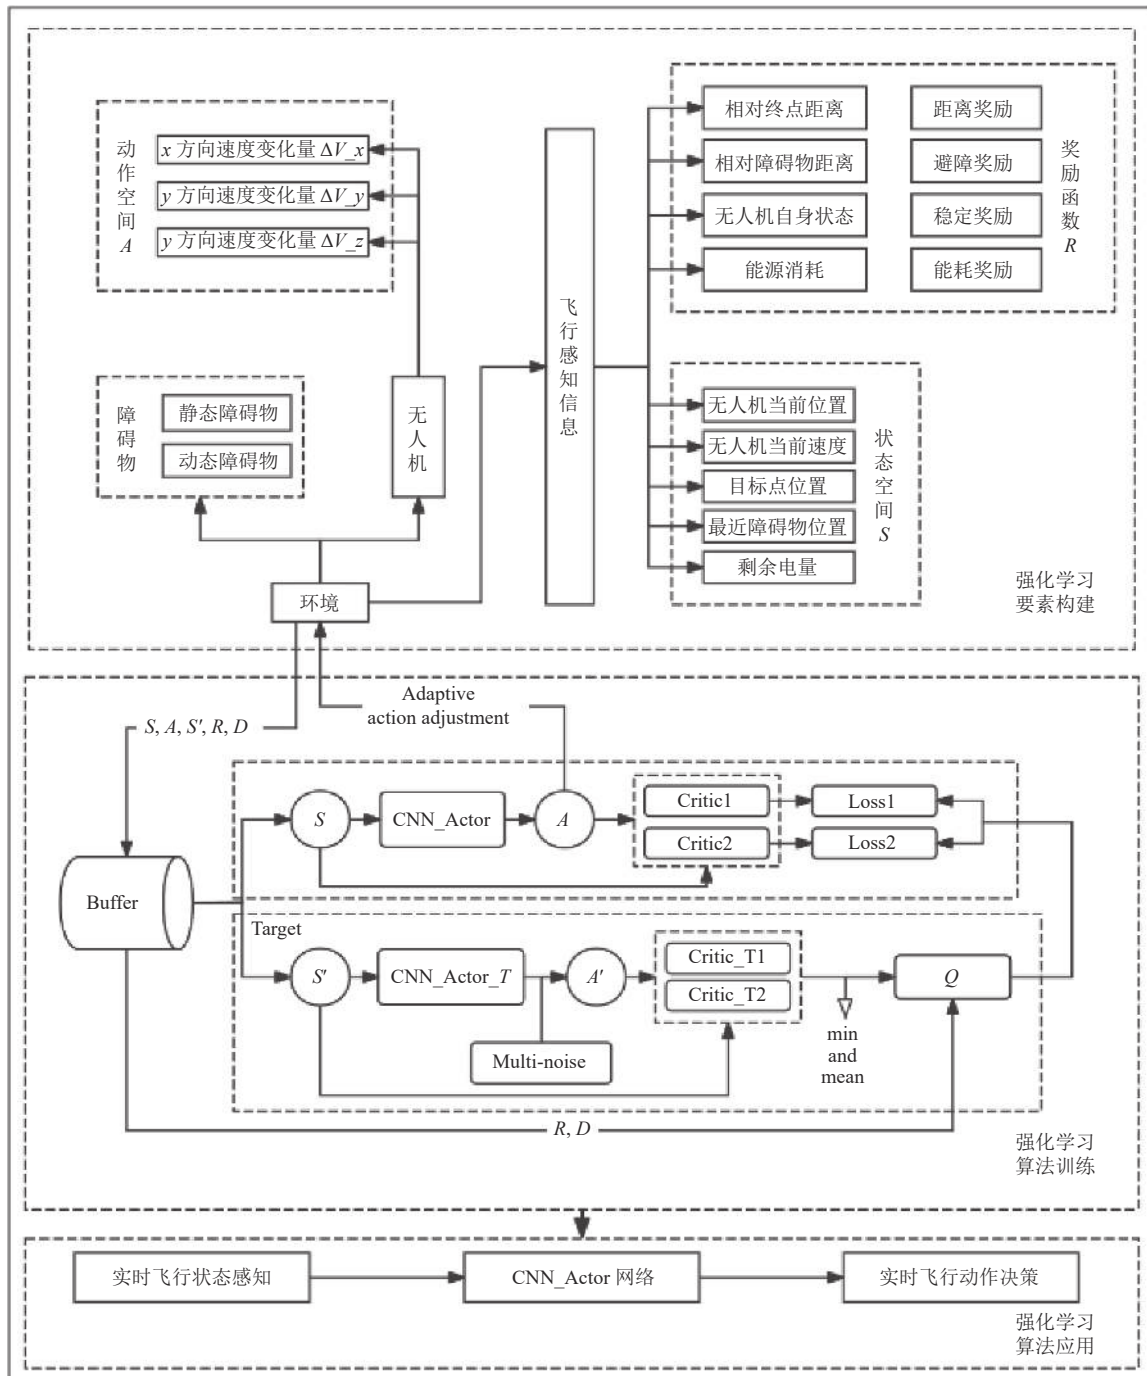 动作空间 A
x 方向速度变化量 ΔV_x
y 方向速度变化量 ΔV_y
y 方向速度变化量 ΔV_z
障碍物
静态障碍物
动态障碍物
无人机
环境
飞行感知信息
相对终点距离
距离奖励
相对障碍物距离
避障奖励
无人机自身状态
稳定奖励
能源消耗
能耗奖励
奖励函数 R
无人机当前位置
无人机当前速度
目标点位置
最近障碍物位置
剩余电量
状态空间 S
强化学习
要素构建
S, A, S′, R, D
Adaptive
action adjustment
Buffer
S
CNN_Actor
A
Critic1
Critic2
Loss1
Loss2
Target
S′
CNN_Actor_T
A′
Critic_T1
Critic_T2
Q
Multi-noise
min
and
mean
R, D
强化学习
算法训练
实时飞行状态感知
CNN_Actor 网络
实时飞行动作决策
强化学习
算法应用